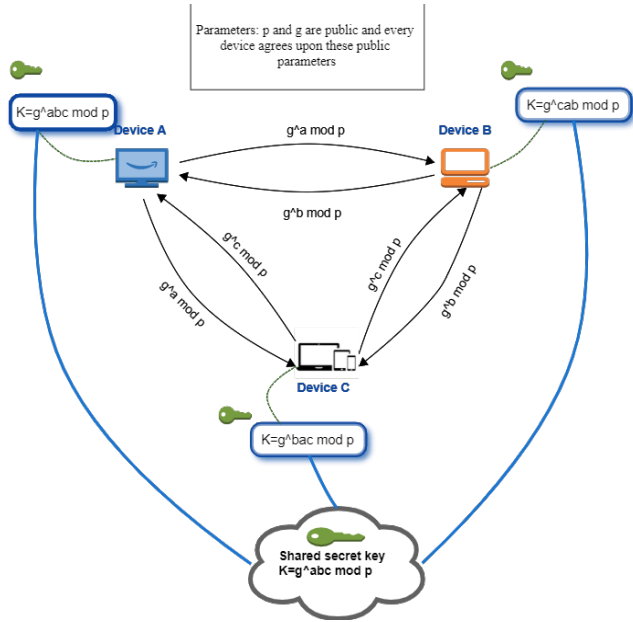 Parameters: p and g are public and every
device agrees upon these public
parameters
K=g^abc mod p
K=g^cab mod p
Device A
g^a mod p
Device B
g^b mod p
g^c mod p
g^a mod p
g^c mod p
g^b mod p
Device C
K=g^bac mod p
Shared secret key
K=g^abc mod p